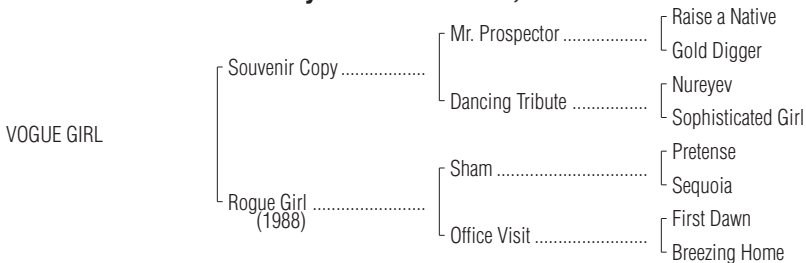 Raise a Native
Mr. Prospector ..................
Gold Digger
Souvenir Copy ..................
Nureyev
Dancing Tribute ................
Sophisticated Girl
VOGUE GIRL
Pretense
Sham ................................
Sequoia
Rogue Girl ........................
(1988)
First Dawn
Office Visit ........................
Breezing Home